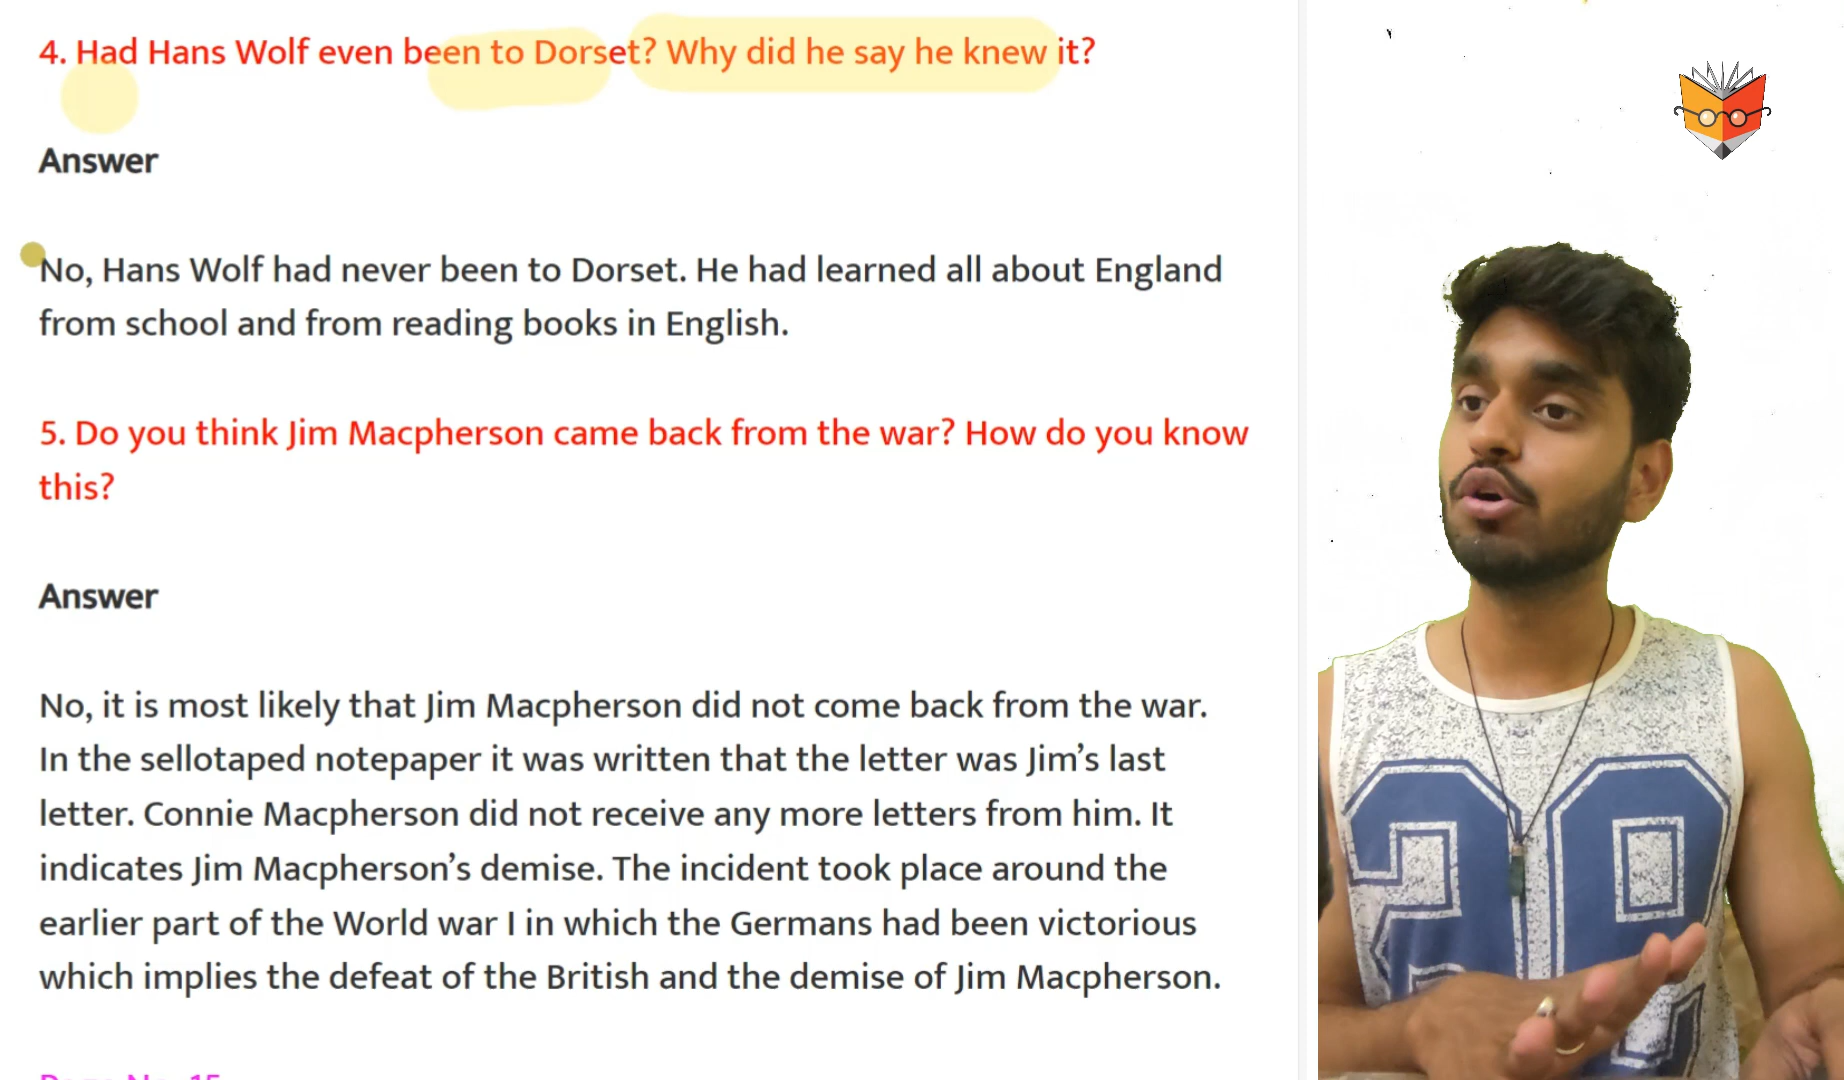 4. Had Hans Wolf even been to Dorset? Why did he say he knew it?
Answer
No, Hans Wolf had never been to Dorset. He had learned all about England
from school and from reading books in English.
5. Do you think Jim Macpherson came back from the war? How do you know
this?
Answer
No, it is most likely that Jim Macpherson did not come back from the war.
In the sellotaped notepaper it was written that the letter was Jim’s last
letter. Connie Macpherson did not receive any more letters from him. It
indicates Jim Macpherson’s demise. The incident took place around the
earlier part of the World war I in which the Germans had been victorious
which implies the defeat of the British and the demise of Jim Macpherson.
Page No. 15
29